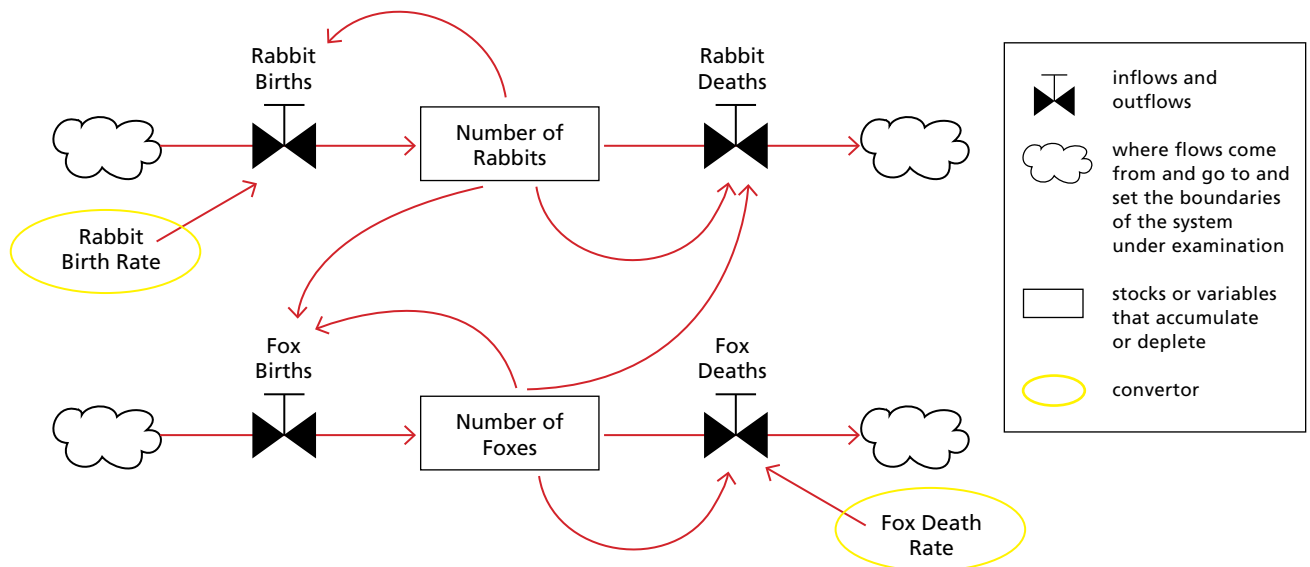 Rabbit
Births
Rabbit
Deaths
Number of
Rabbits
Rabbit
Birth Rate
Fox
Births
Fox
Deaths
Number of
Foxes
Fox Death
Rate
inflows and
outflows
where flows come
from and go to and
set the boundaries
of the system
under examination
stocks or variables
that accumulate
or deplete
convertor